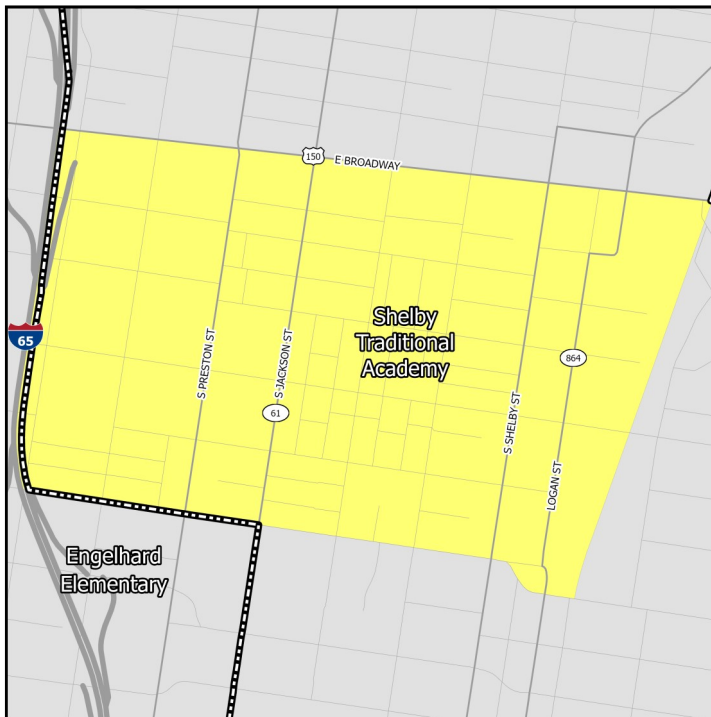 150
E BROADWAY
65
Shelby
Traditional
Academy
S PRESTON ST
S JACKSON ST
864
61
S SHELBY ST
LOGAN ST
Engelhard
Elementary